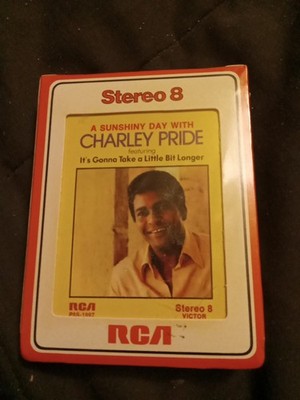 Stereo 8
A SUNSHINY DAY WITH
CHARLEY PRIDE
featuring
It's Gonna Take a Little Bit Longer
RCA
Stereo 8
VICTOR
RCA